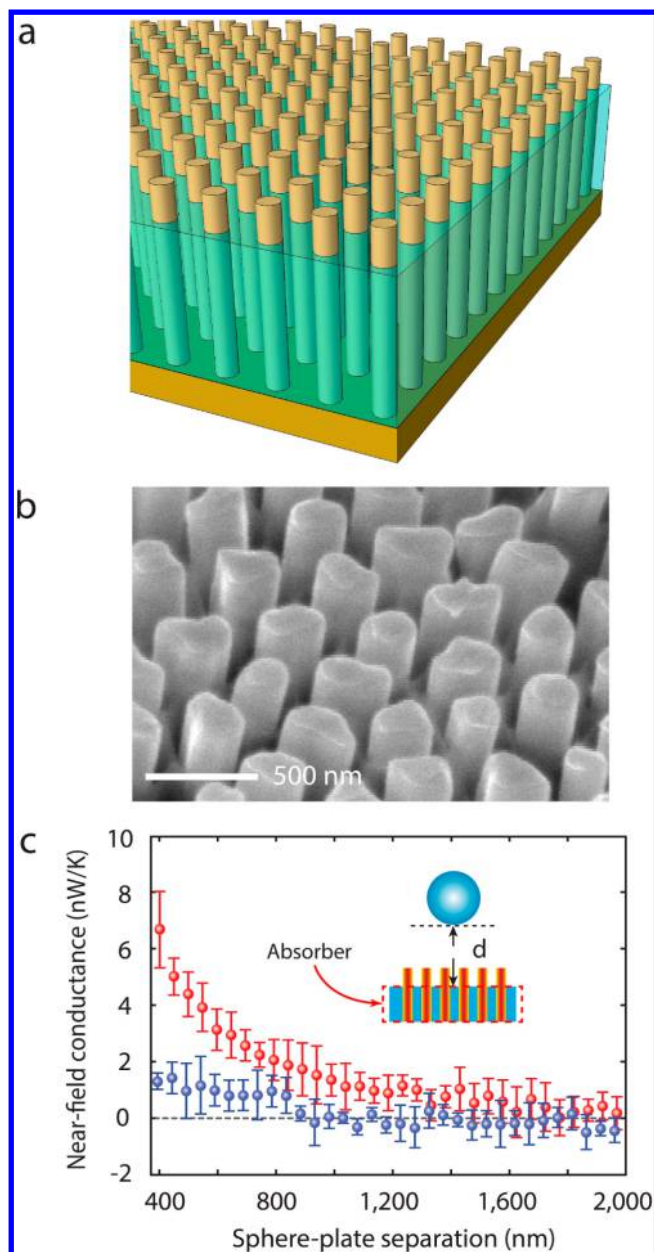 a
b
500 nm
c
Near-field conductance (nW/K)
10
8
6
4
2
0
-2
Absorber
d
400
800
1,200
1,600
2,000
Sphere-plate separation (nm)